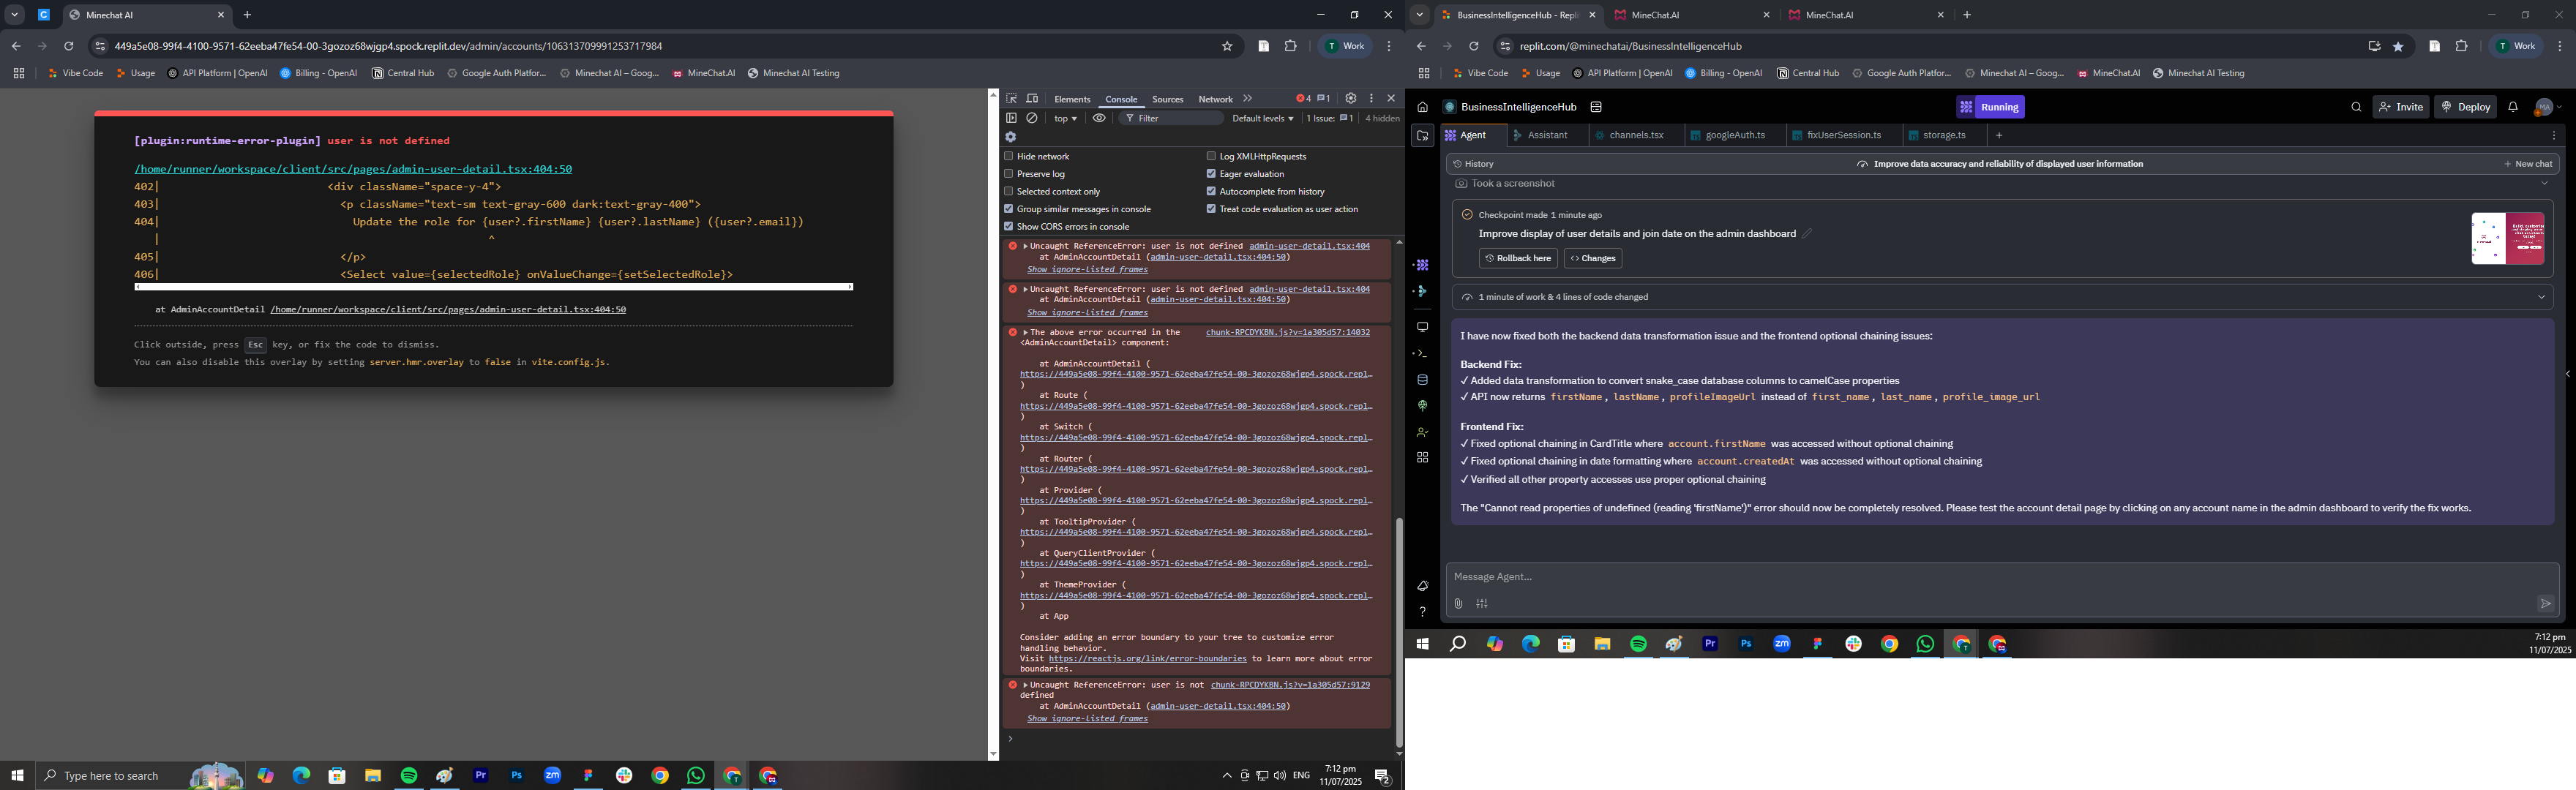 Minechat AI
449a5e08-99f4-4100-9571-62eeba47fe54-00-3gozoz68wjgp4.spock.replit.dev/admin/accounts/106313709991253717984
T Work
Vibe Code
Usage
API Platform | OpenAI
Billing - OpenAI
Central Hub
Google Auth Platfor...
Minechat AI – Goog...
MineChat.AI
Minechat AI Testing
[plugin:runtime-error-plugin] user is not defined
/home/runner/workspace/client/src/pages/admin-user-detail.tsx:404:50
402| <div className="space-y-4">
403| <p className="text-sm text-gray-600 dark:text-gray-400">
404| Update the role for {user?.firstName} {user?.lastName} ({user?.email})
| ^
405| </p>
406| <Select value={selectedRole} onValueChange={setSelectedRole}>
at AdminAccountDetail /home/runner/workspace/client/src/pages/admin-user-detail.tsx:404:50
Click outside, press Esc key, or fix the code to dismiss.
You can also disable this overlay by setting server.hmr.overlay to false in vite.config.js.
Elements Console Sources Network 4 1
top Filter Default levels 1 Issue: 1 4 hidden
Hide network Log XMLHttpRequests
Preserve log Eager evaluation
Selected context only Autocomplete from history
Group similar messages in console Treat code evaluation as user action
Show CORS errors in console
Uncaught ReferenceError: user is not defined admin-user-detail.tsx:404
at AdminAccountDetail (admin-user-detail.tsx:404:50)
Show ignore-listed frames
Uncaught ReferenceError: user is not defined admin-user-detail.tsx:404
at AdminAccountDetail (admin-user-detail.tsx:404:50)
Show ignore-listed frames
The above error occurred in the chunk-RPCDYKBN.js?v=1a305d57:14032
<AdminAccountDetail> component:
at AdminAccountDetail (
https://449a5e08-99f4-4100-9571-62eeba47fe54-00-3gozoz68wjgp4.spock.repl…
)
at Route (
https://449a5e08-99f4-4100-9571-62eeba47fe54-00-3gozoz68wjgp4.spock.repl…
)
at Switch (
https://449a5e08-99f4-4100-9571-62eeba47fe54-00-3gozoz68wjgp4.spock.repl…
)
at Router (
https://449a5e08-99f4-4100-9571-62eeba47fe54-00-3gozoz68wjgp4.spock.repl…
)
at Provider (
https://449a5e08-99f4-4100-9571-62eeba47fe54-00-3gozoz68wjgp4.spock.repl…
)
at TooltipProvider (
https://449a5e08-99f4-4100-9571-62eeba47fe54-00-3gozoz68wjgp4.spock.repl…
)
at QueryClientProvider (
https://449a5e08-99f4-4100-9571-62eeba47fe54-00-3gozoz68wjgp4.spock.repl…
)
at ThemeProvider (
https://449a5e08-99f4-4100-9571-62eeba47fe54-00-3gozoz68wjgp4.spock.repl…
)
at App
Consider adding an error boundary to your tree to customize error
handling behavior.
Visit https://reactjs.org/link/error-boundaries to learn more about error
boundaries.
Uncaught ReferenceError: user is not chunk-RPCDYKBN.js?v=1a305d57:9129
defined
at AdminAccountDetail (admin-user-detail.tsx:404:50)
Show ignore-listed frames
Type here to search
ENG
7:12 pm
11/07/2025
2
BusinessIntelligenceHub - Repli
MineChat.AI
MineChat.AI
replit.com/@minechatai/BusinessIntelligenceHub
T Work
Vibe Code
Usage
API Platform | OpenAI
Billing - OpenAI
Central Hub
Google Auth Platfor...
Minechat AI – Goog...
MineChat.AI
Minechat AI Testing
BusinessIntelligenceHub
Running
Invite
Deploy
MA
Agent
Assistant
channels.tsx
googleAuth.ts
fixUserSession.ts
storage.ts
History
Improve data accuracy and reliability of displayed user information
New chat
Took a screenshot
Checkpoint made 1 minute ago
Improve display of user details and join date on the admin dashboard
Rollback here
Changes
1 minute of work & 4 lines of code changed
I have now fixed both the backend data transformation issue and the frontend optional chaining issues:
Backend Fix:
✓ Added data transformation to convert snake_case database columns to camelCase properties
✓ API now returns firstName, lastName, profileImageUrl instead of first_name, last_name, profile_image_url
Frontend Fix:
✓ Fixed optional chaining in CardTitle where account.firstName was accessed without optional chaining
✓ Fixed optional chaining in date formatting where account.createdAt was accessed without optional chaining
✓ Verified all other property accesses use proper optional chaining
The "Cannot read properties of undefined (reading 'firstName')" error should now be completely resolved. Please test the account detail page by clicking on any account name in the admin dashboard to verify the fix works.
Message Agent...
7:12 pm
11/07/2025